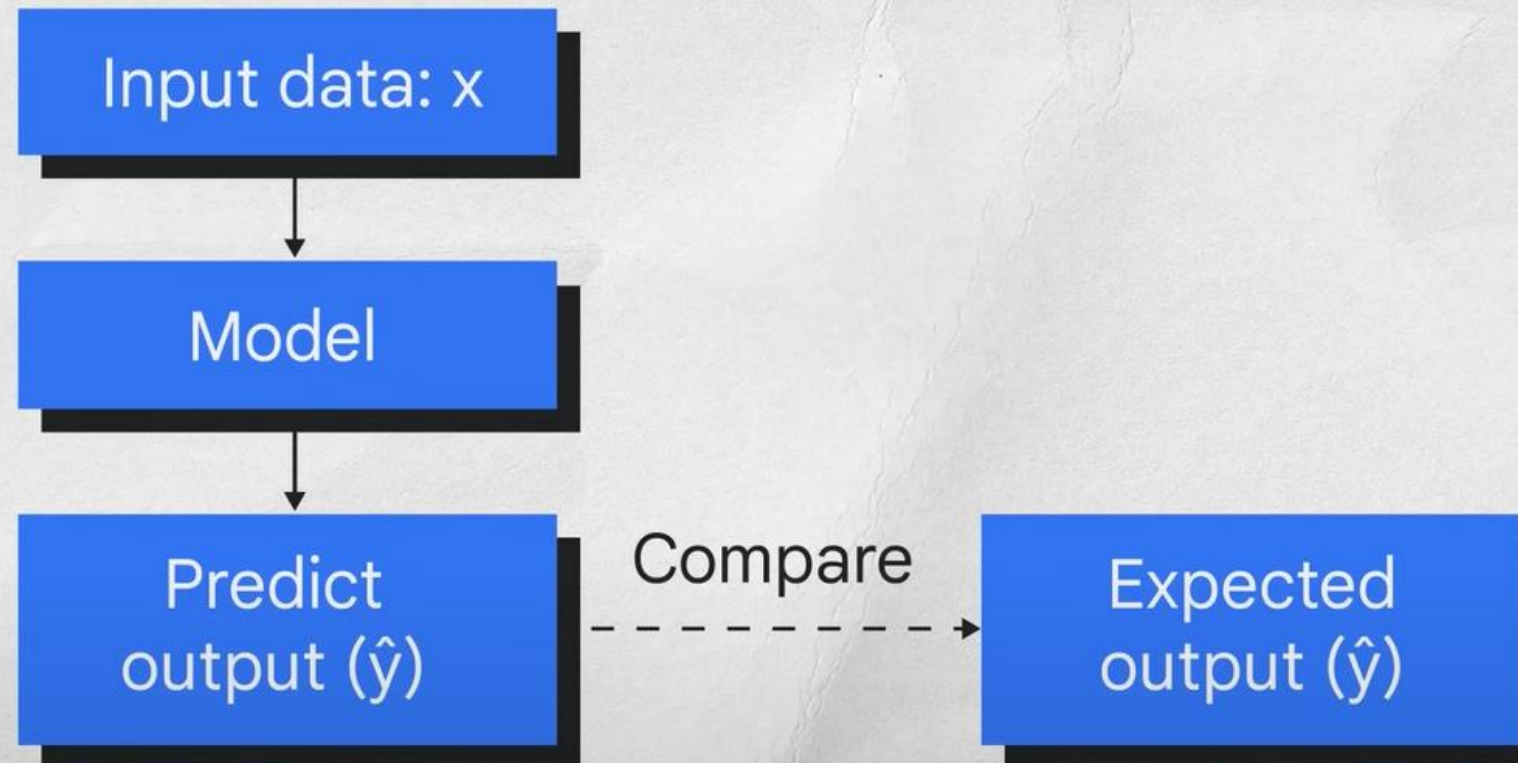 Input data: x
Model
Predict
output (ŷ)
Compare
Expected
output (ŷ)